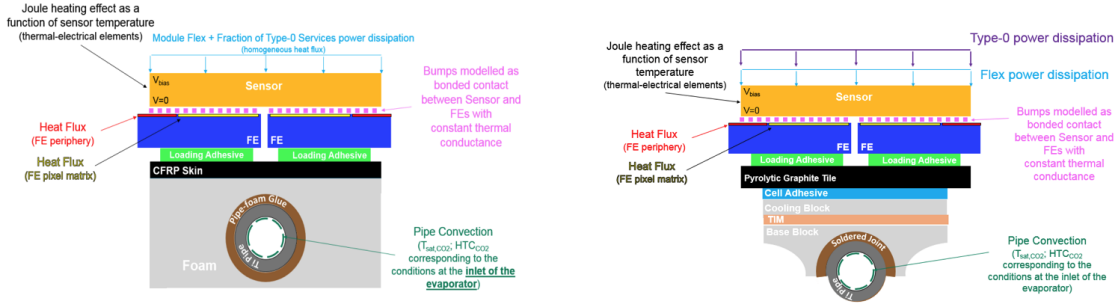 Joule heating effect as a
function of sensor temperature
(thermal-electrical elements)
Module Flex + Fraction of Type-0 Services power dissipation
(homogeneous heat flux)
Vbias
V=0
Sensor
Bumps modelled as
bonded contact
between Sensor and
FEs with
constant thermal
conductance
Heat Flux
(FE periphery)
FE
FE
Heat Flux
(FE pixel matrix)
Loading Adhesive
Loading Adhesive
CFRP Skin
Pipe-foam Glue
Ti Pipe
Foam
Pipe Convection
(Tsat,CO2; HTCCO2
corresponding to the
conditions at the inlet of the
evaporator)
Joule heating effect as a
function of sensor
temperature
(thermal-electrical elements)
Type-0 power dissipation
Flex power dissipation
Vbias
V=0
Sensor
Bumps modelled as
bonded contact
between Sensor and
FEs with
constant thermal
conductance
Heat Flux
(FE periphery)
FE
FE
Heat Flux
(FE pixel matrix)
Loading Adhesive
Loading Adhesive
Pyrolytic Graphite Tile
Cell Adhesive
Cooling Block
TIM
Base Block
Soldered Joint
Ti Pipe
Pipe Convection
(Tsat,CO2; HTCCO2
corresponding to the
conditions at the inlet of the
evaporator)